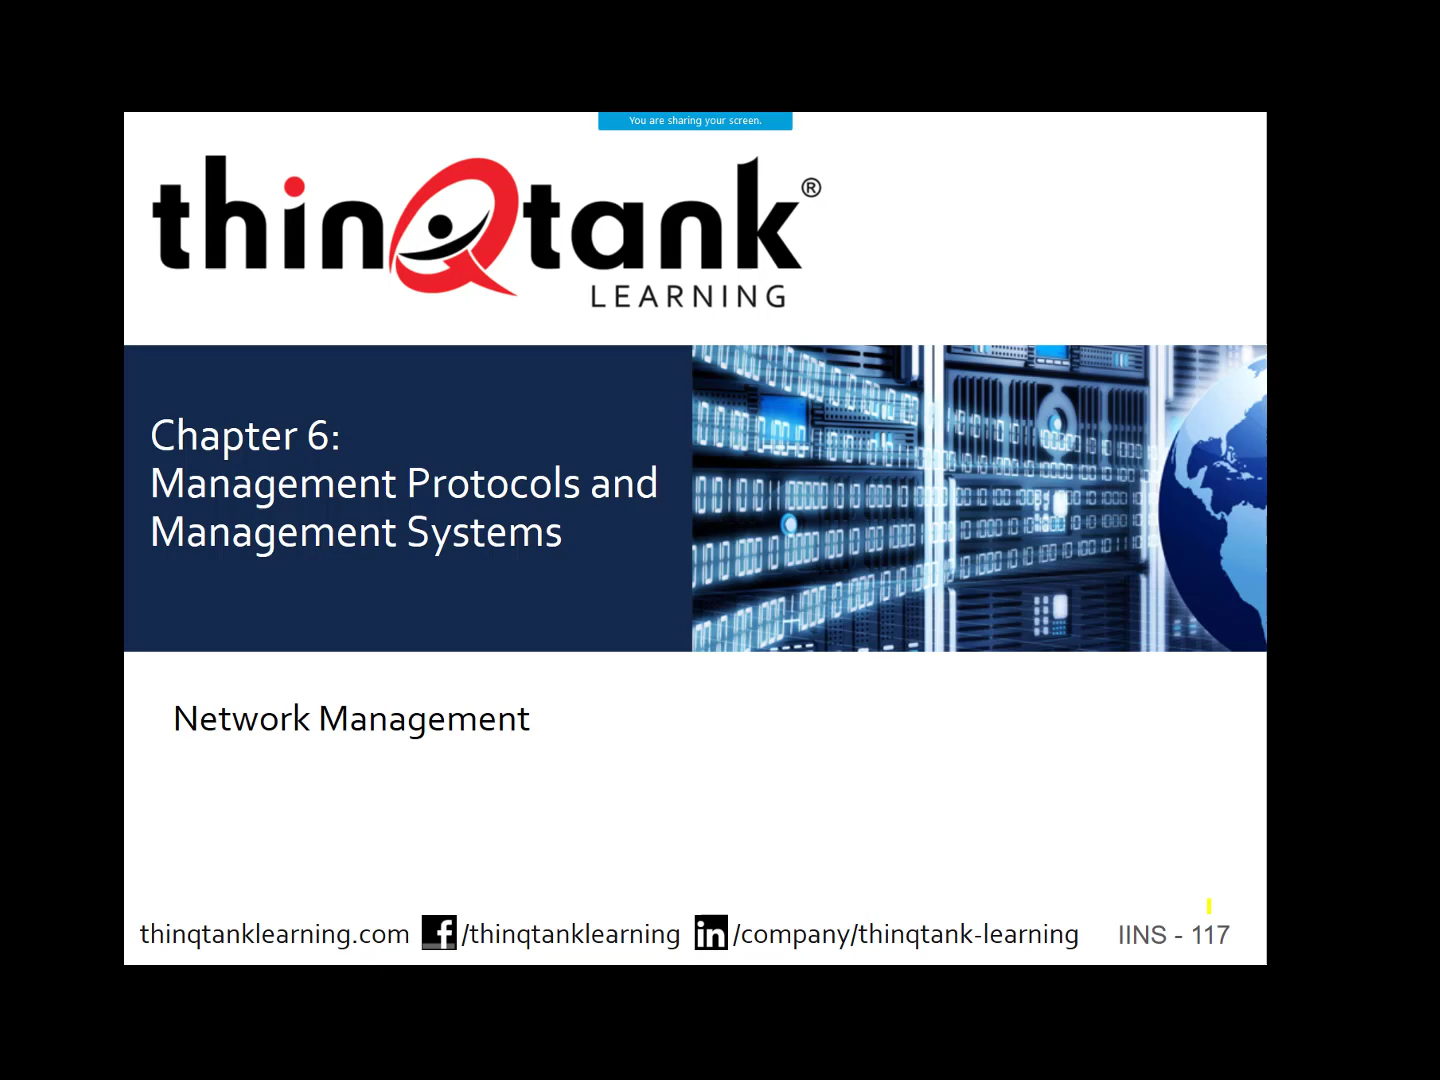 You are sharing your screen.
thinQtank®
LEARNING
Chapter 6:
Management Protocols and
Management Systems
Network Management
thinqtanklearning.com f/thinqtanklearning in/company/thinqtank-learning IINS - 117